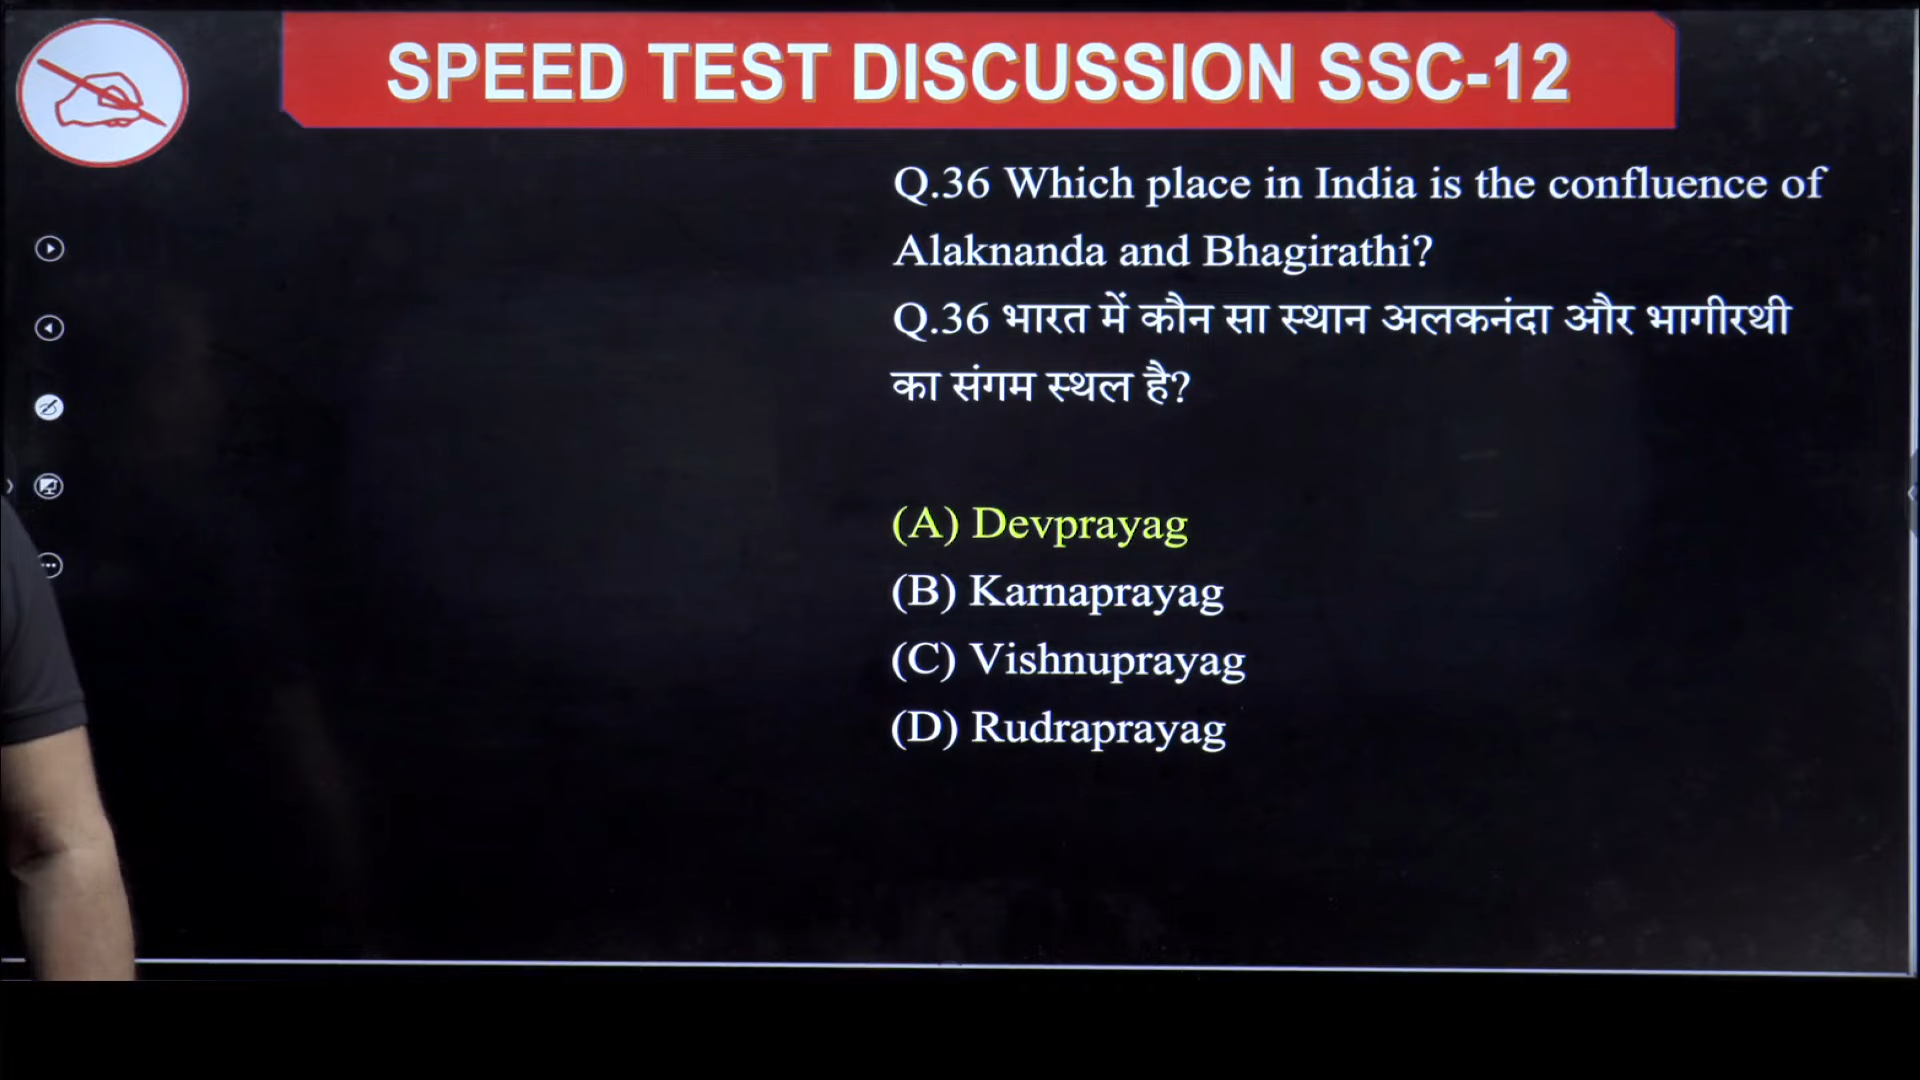 SPEED TEST DISCUSSION SSC-12
Q.36 Which place in India is the confluence of
Alaknanda and Bhagirathi?
Q.36 भारत में कौन सा स्थान अलकनंदा और भागीरथी
का संगम स्थल है?
(A) Devprayag
(B) Karnaprayag
(C) Vishnuprayag
(D) Rudraprayag